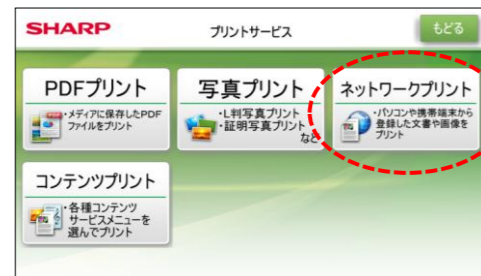 SHARP
プリントサービス
もどる
PDFプリント
・メディアに保存したPDF
ファイルをプリント
写真プリント
・L判写真プリント
・証明写真プリント
など
ネットワークプリント
・パソコンや携帯端末から
登録した文書や画像を
プリント
コンテンツプリント
・各種コンテンツ
サービスメニューを
選んでプリント